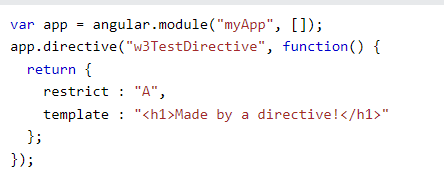 var app = angular.module("myApp", []);
app.directive("w3TestDirective", function() {
  return {
    restrict : "A",
    template : "<h1>Made by a directive!</h1>"
  };
});